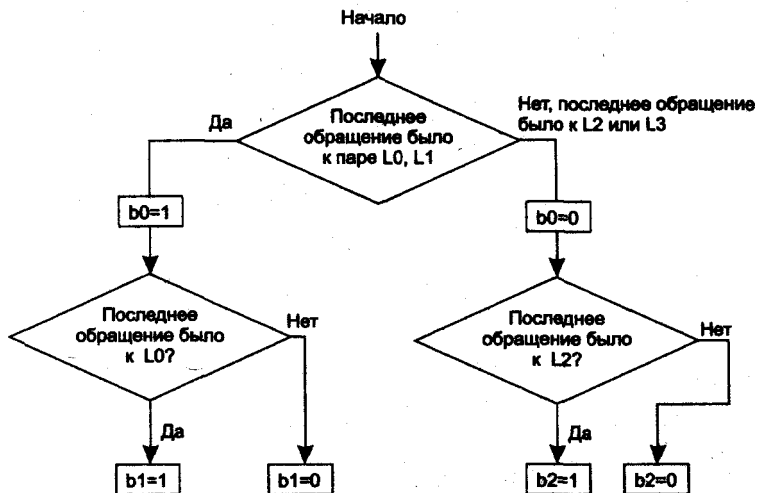 Начало
Последнее
обращение было
к паре L0, L1
Да
Нет, последнее обращение
было к L2 или L3
b0=1
b0=0
Последнее
обращение было
к L0?
Нет
Последнее
обращение было
к L2?
Нет
Да
Да
b1=1
b1=0
b2=1
b2=0